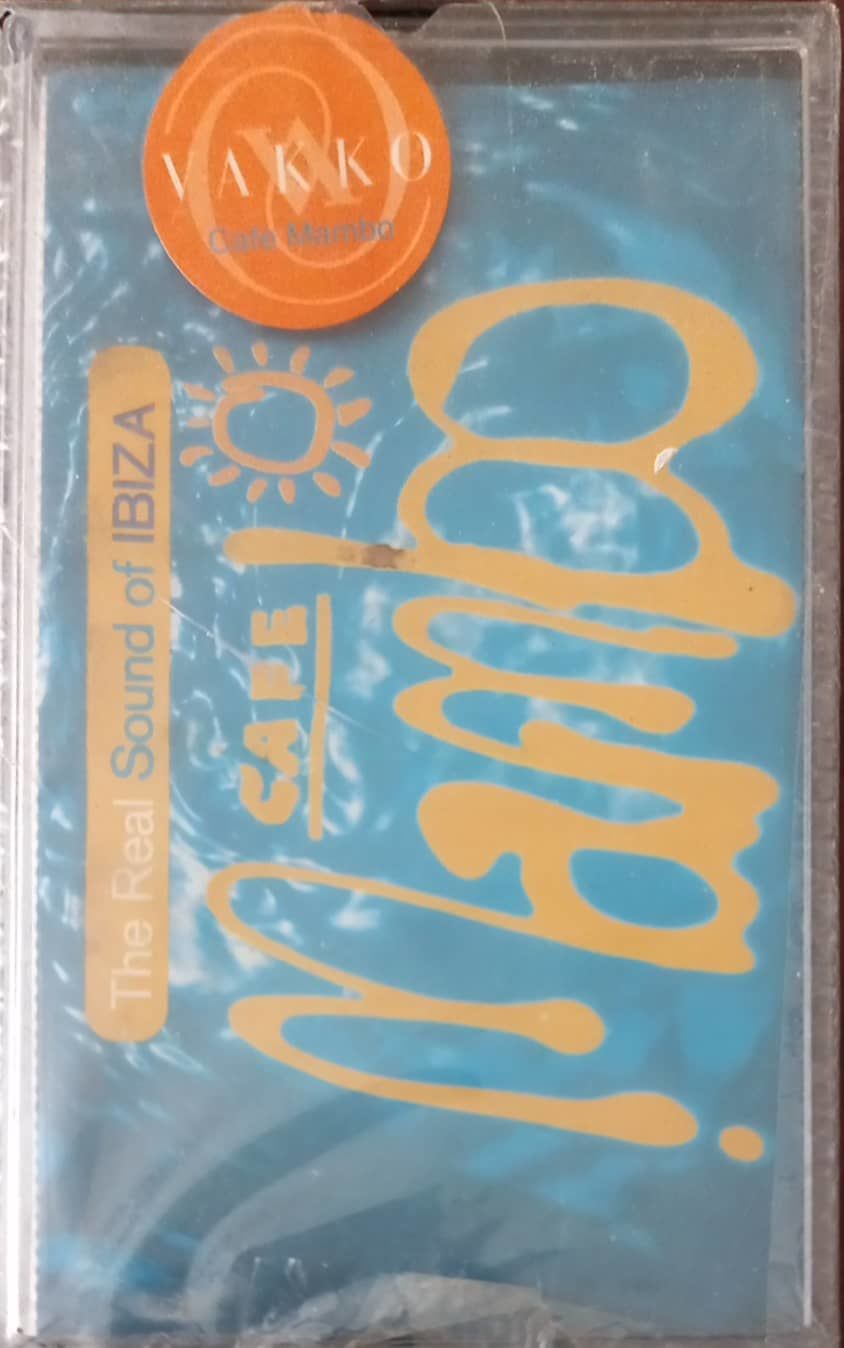 VAKKO
Cafe Mambo
The Real Sound of IBIZA
CAFE
Mambo